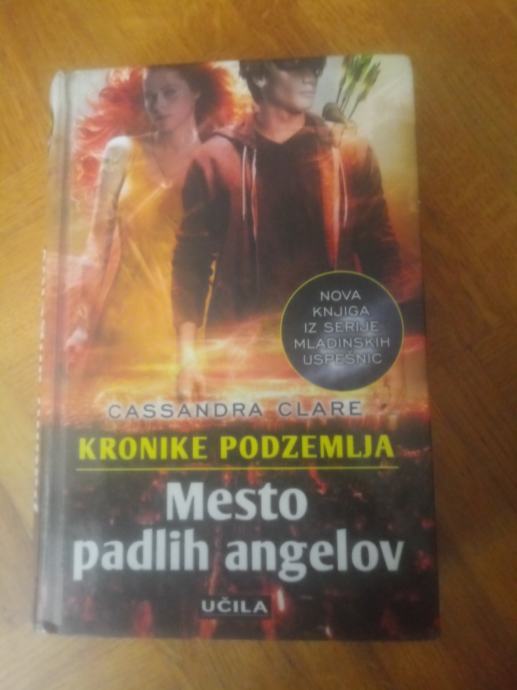 NOVA
KNJIGA
IZ SERIJE
MLADINSKIH
USPEŠNIC
CASSANDRA CLARE
KRONIKE PODZEMLJA
Mesto
padlih angelov
UČILA